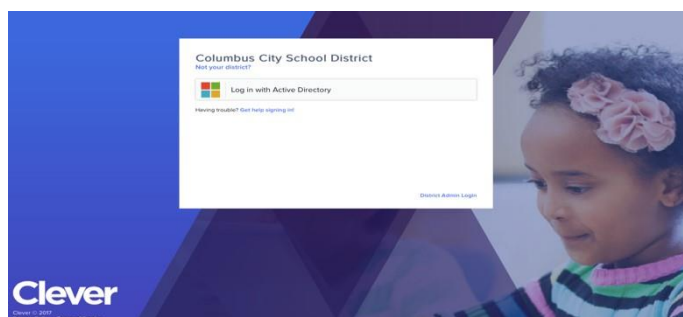 Columbus City School District
Not your district?
Log in with Active Directory
Having trouble? Get help signing in!
District Admin Login
Clever
Clever © 2017